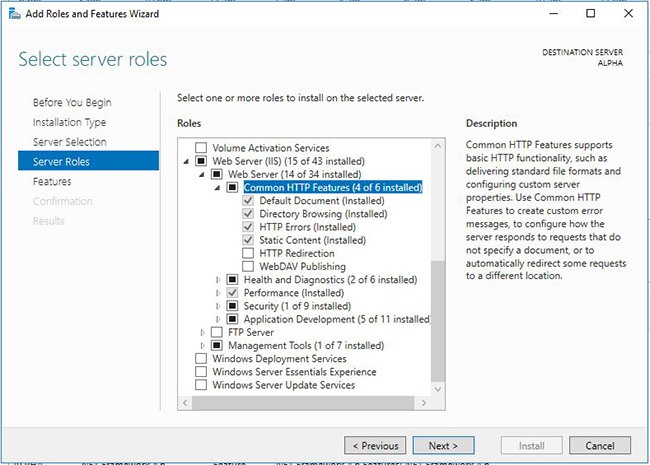 Add Roles and Features Wizard
Select server roles
DESTINATION SERVER
ALPHA
Before You Begin
Installation Type
Server Selection
Server Roles
Features
Confirmation
Results
Select one or more roles to install on the selected server.
Roles
Volume Activation Services
Web Server (IIS) (15 of 43 installed)
Web Server (14 of 34 installed)
Common HTTP Features (4 of 6 installed)
Default Document (Installed)
Directory Browsing (Installed)
HTTP Errors (Installed)
Static Content (Installed)
HTTP Redirection
WebDAV Publishing
Health and Diagnostics (2 of 6 installed)
Performance (Installed)
Security (1 of 9 installed)
Application Development (5 of 11 installed)
FTP Server
Management Tools (1 of 7 installed)
Windows Deployment Services
Windows Server Essentials Experience
Windows Server Update Services
Description
Common HTTP Features supports
basic HTTP functionality, such as
delivering standard file formats and
configuring custom server
properties. Use Common HTTP
Features to create custom error
messages, to configure how the
server responds to requests that do
not specify a document, or to
automatically redirect some requests
to a different location.
< Previous
Next >
Install
Cancel